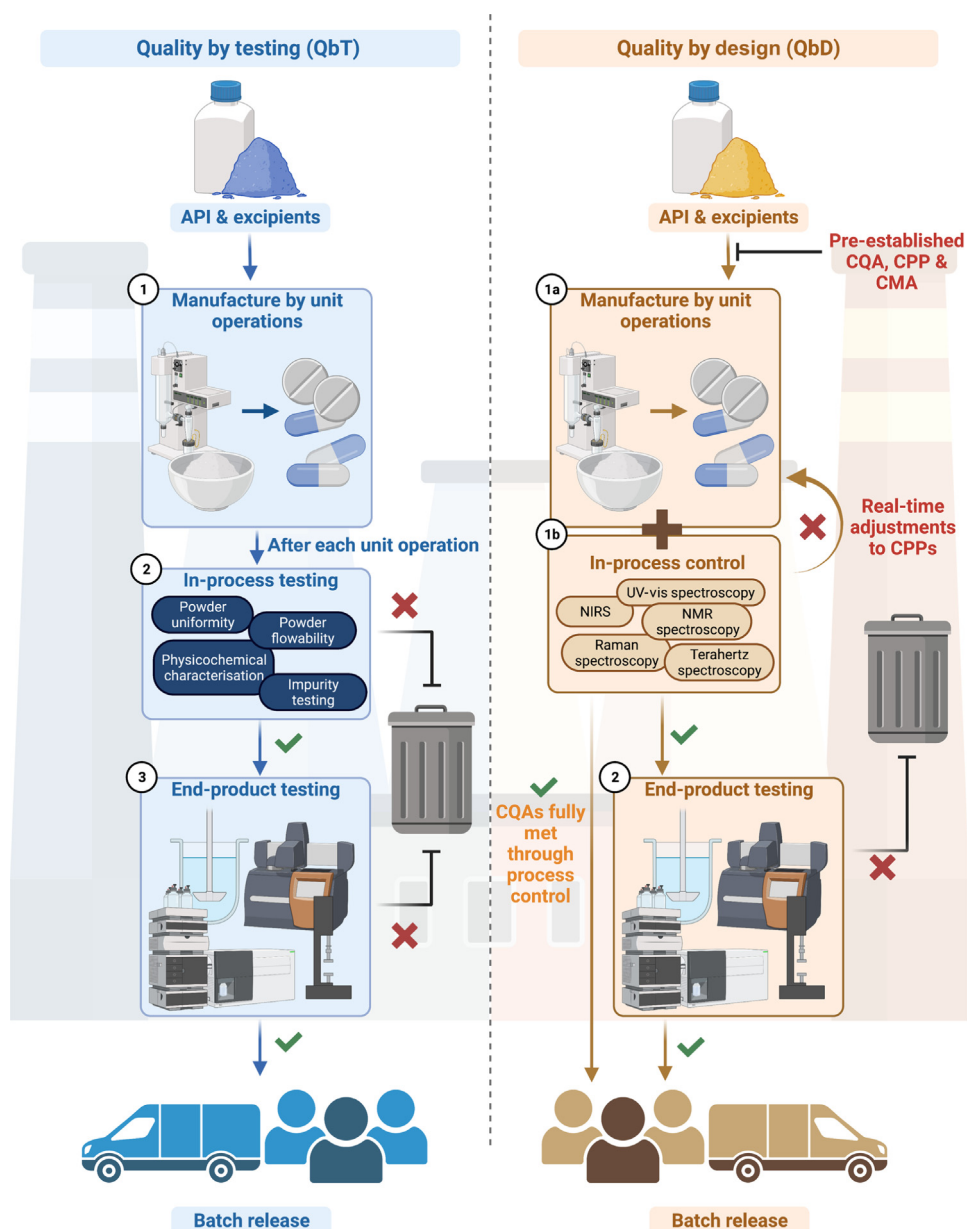 Quality by testing (QbT)
API & excipients
1
Manufacture by unit
operations
After each unit operation
2
In-process testing
Powder
uniformity
Powder
flowability
Physicochemical
characterisation
Impurity
testing
3
End-product testing
Batch release
Quality by design (QbD)
API & excipients
Pre-established
CQA, CPP &
CMA
1a
Manufacture by unit
operations
Real-time
adjustments
to CPPs
1b
In-process control
UV-vis spectroscopy
NIRS
NMR
spectroscopy
Raman
spectroscopy
Terahertz
spectroscopy
CQAs fully
met
through
process
control
2
End-product testing
Batch release